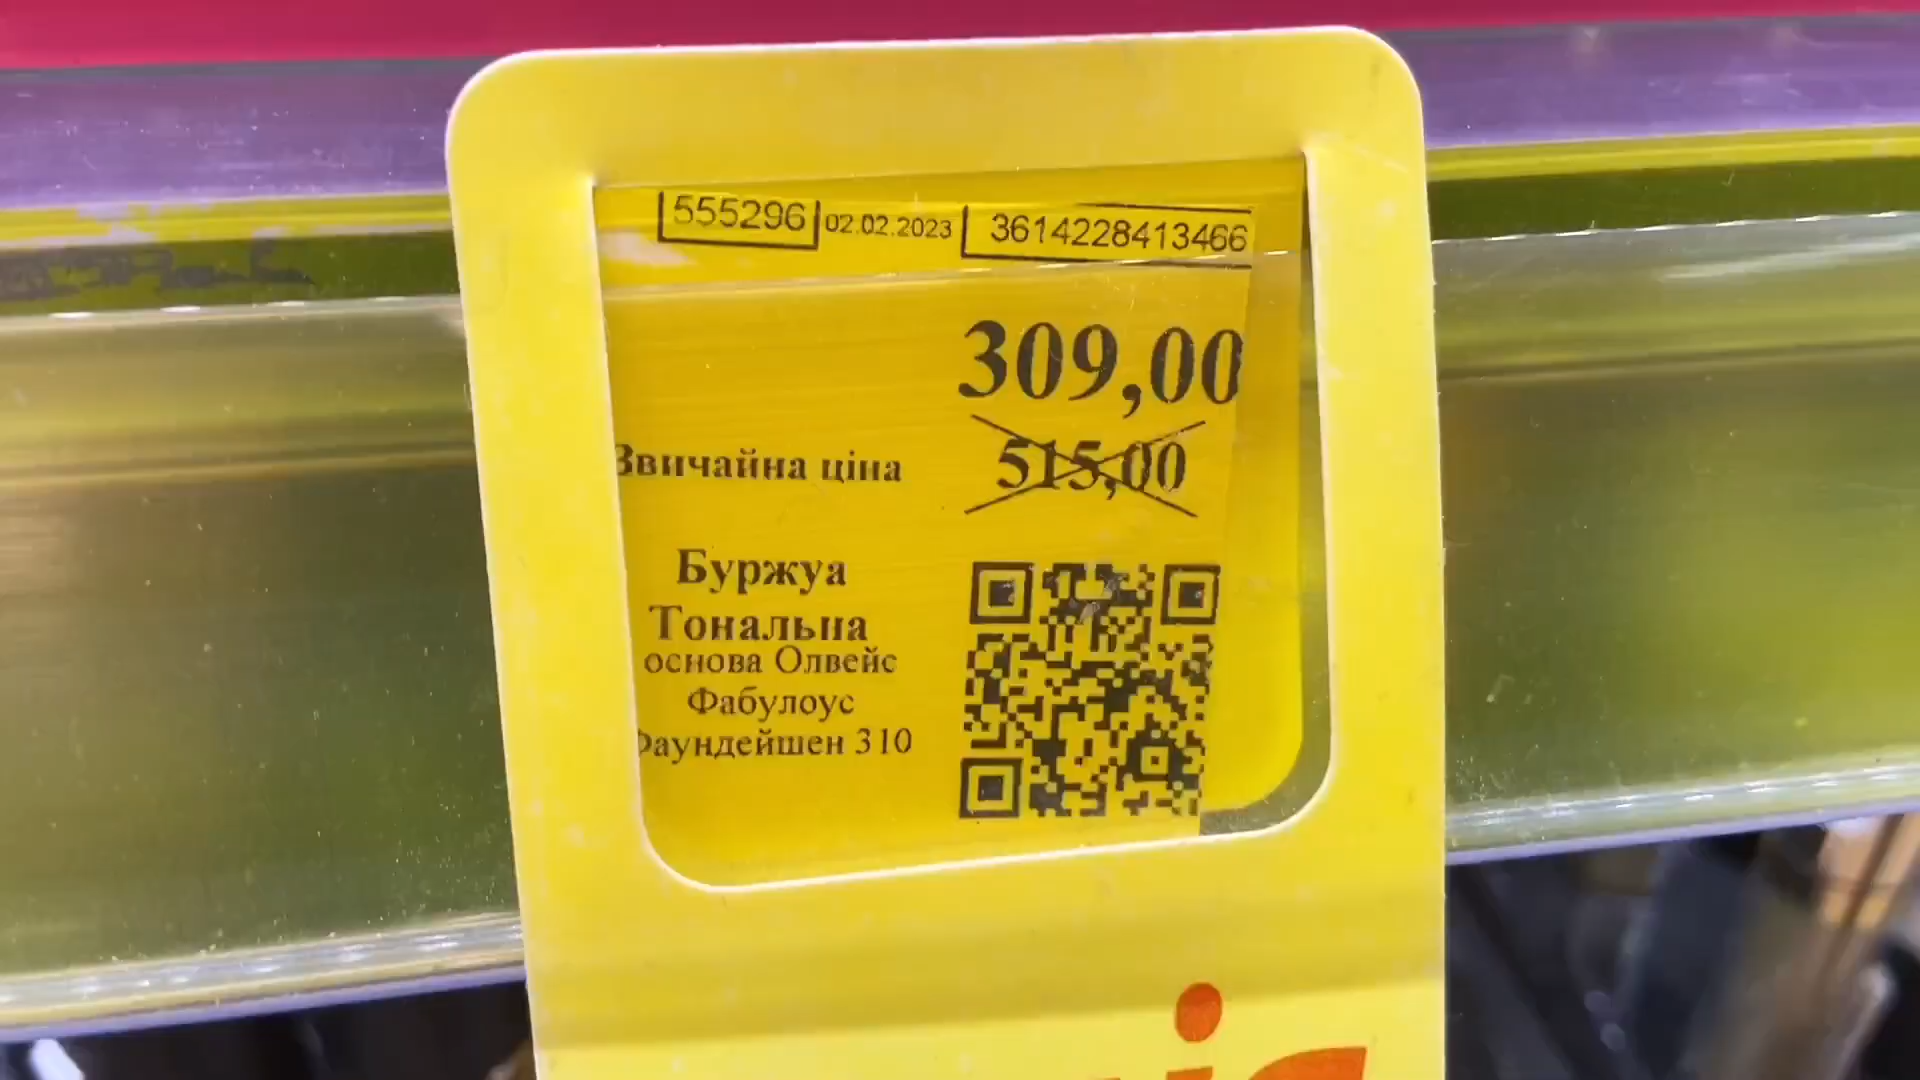 555296 02.02.2023 3614228413466
309,00
Звичайна ціна 515,00
Буржуа
Тональна
основа Олвейс
Фабулоус
Фаундейшен 310